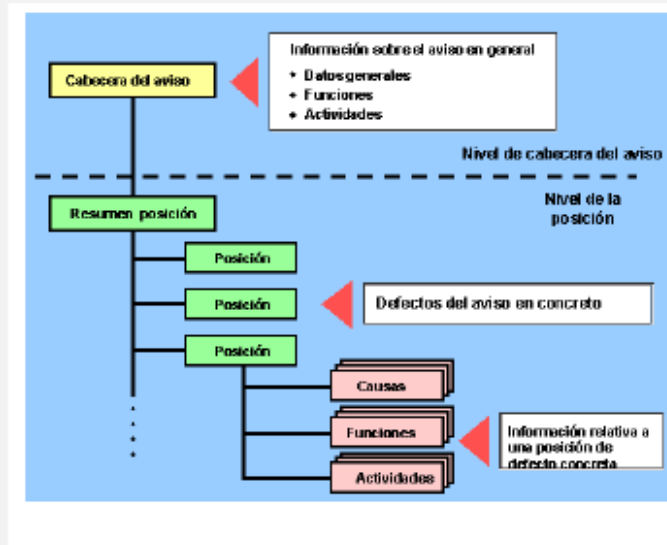 Información sobre el aviso en general
Cabecera del aviso
• Datos generales
• Funciones
• Actividades
Nivel de cabecera del aviso
Resumen posición
Nivel de la
posición
Posición
Posición
Defectos del aviso en concreto
Posición
Causas
Funciones
Información relativa a
una posición de
defecto concreta
Actividades